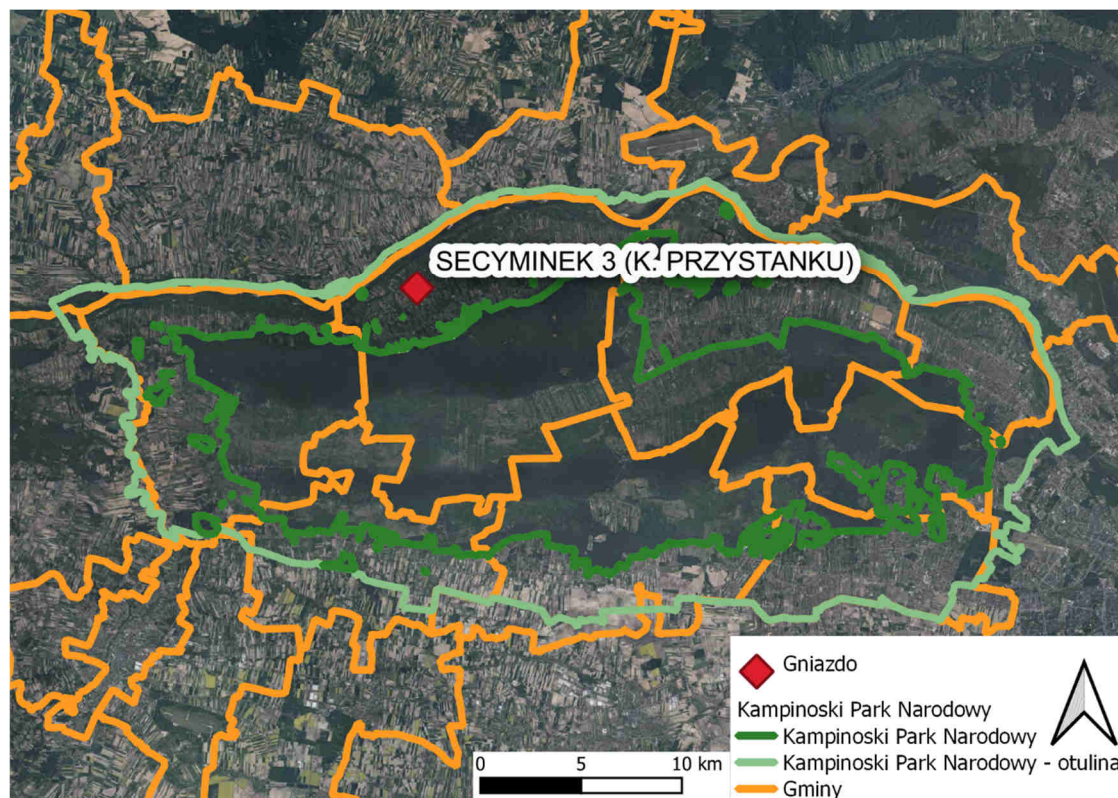 SECYMINEK 3 (K. PRZYSTANKU)
Gniazdo
Kampinoski Park Narodowy
Kampinoski Park Narodowy
Kampinoski Park Narodowy - otulina
Gminy
0 5 10 km